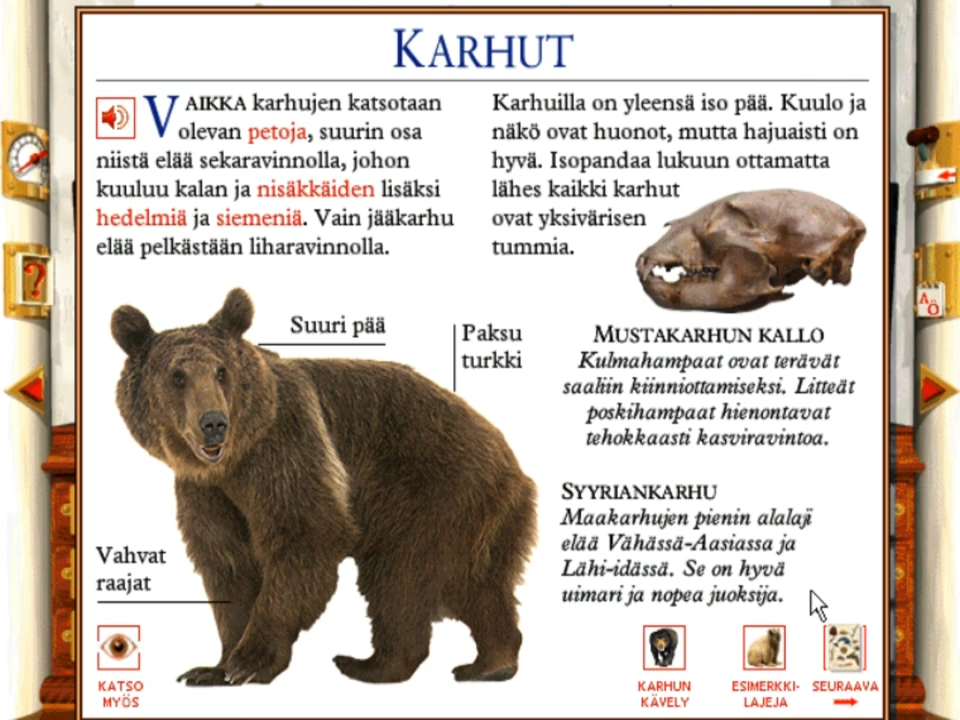 KARHUT
VAIKKA karhujen katsotaan
olevan petoja, suurin osa
niistä elää sekaravinnolla, johon
kuuluu kalan ja nisäkkäiden lisäksi
hedelmiä ja siemeniä. Vain jääkarhu
elää pelkästään liharavinnolla.
Karhuilla on yleensä iso pää. Kuulo ja
näkö ovat huonot, mutta hajuaisti on
hyvä. Isopandaa lukuun ottamatta
lähes kaikki karhut
ovat yksivärisen
tummia.
Suuri pää
Paksu
turkki
MUSTAKARHUN KALLO
Kulmahampaat ovat terävät
saaliin kiinniottamiseksi. Litteät
poskihampaat hienontavat
tehokkaasti kasviravintoa.
SYYRIANKARHU
Maakarhujen pienin alalaji
elää Vähässä-Aasiassa ja
Lähi-idässä. Se on hyvä
uimari ja nopea juoksija.
Vahvat
raajat
KATSO
MYÖS
KARHUN
KÄVELY
ESIMERKKI-
LAJEJA
SEURAAVA
?
A
Ö